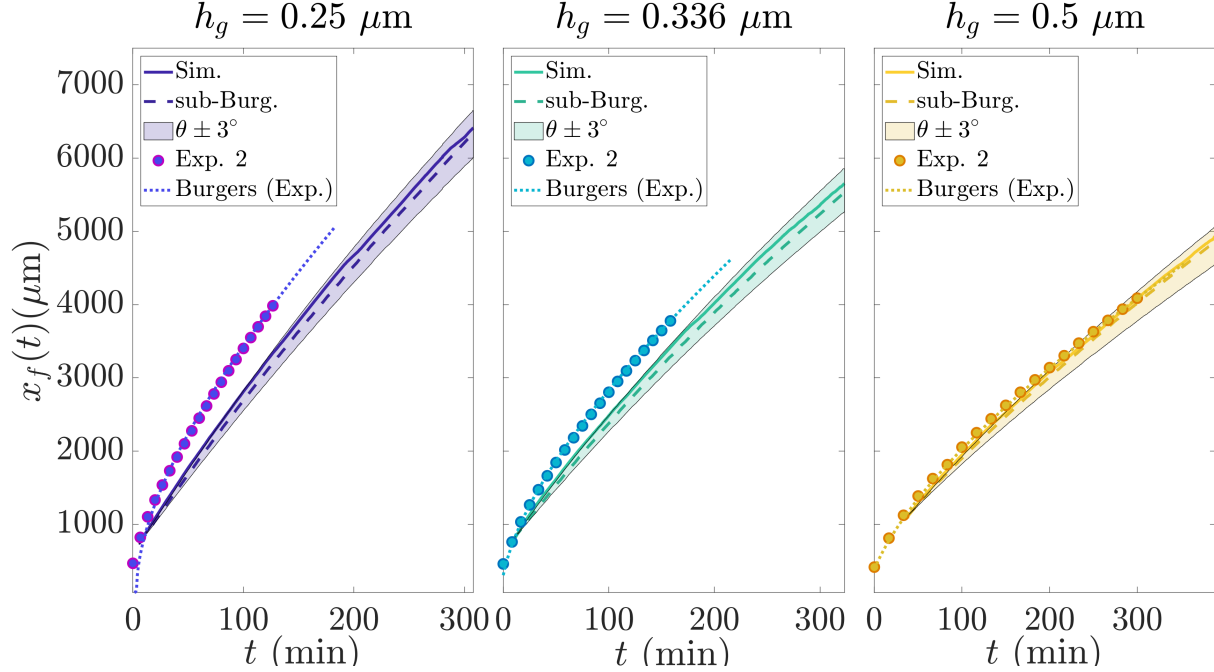 h_g = 0.25 μm
h_g = 0.336 μm
h_g = 0.5 μm
x_f(t)(μm)
7000
6000
5000
4000
3000
2000
1000
Sim.
sub-Burg.
θ ± 3°
Exp. 2
Burgers (Exp.)
0 100 200 300
t (min)
Sim.
sub-Burg.
θ ± 3°
Exp. 2
Burgers (Exp.)
0 100 200 300
t (min)
Sim.
sub-Burg.
θ ± 3°
Exp. 2
Burgers (Exp.)
0 100 200 300
t (min)